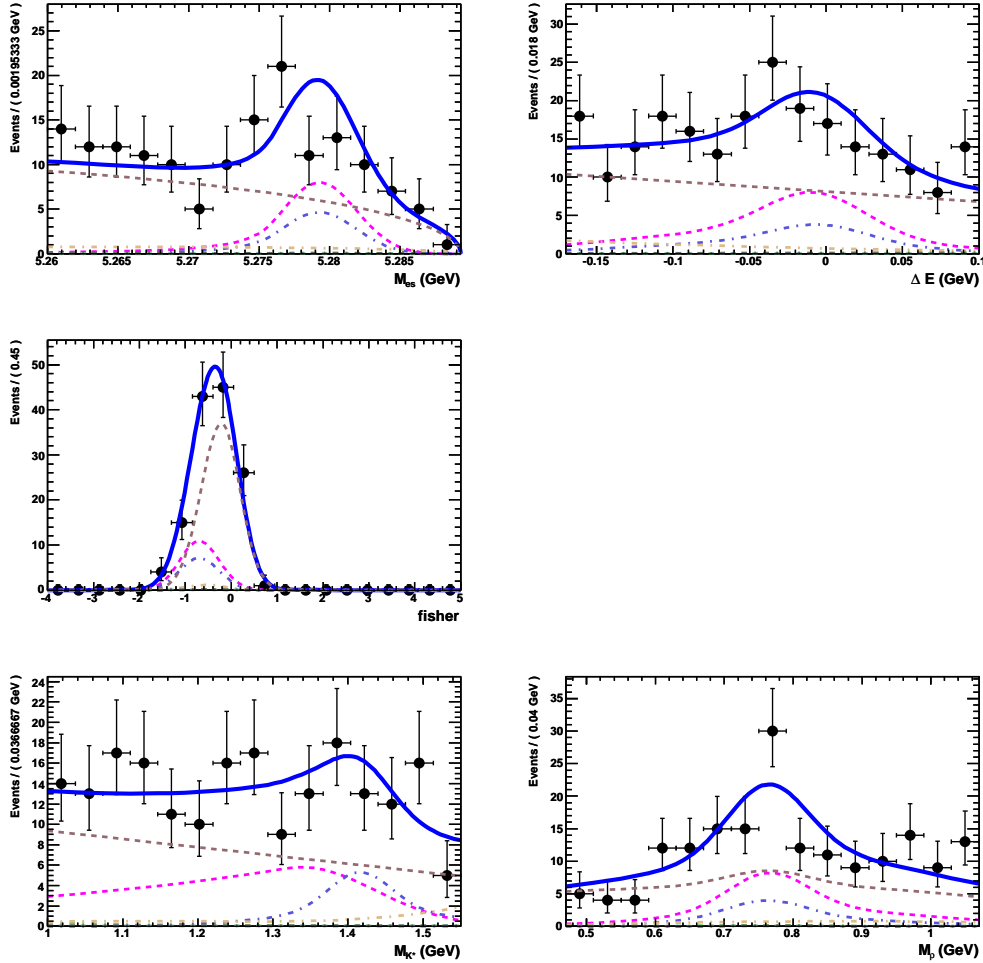 Events / ( 0.00195333 GeV )
25
20
15
10
5
0
5.26 5.265 5.27 5.275 5.28 5.285
M_es (GeV)
Events / ( 0.018 GeV )
30
25
20
15
10
5
0
-0.15 -0.1 -0.05 0 0.05 0.1
Δ E (GeV)
Events / ( 0.45 )
50
40
30
20
10
0
-4 -3 -2 -1 0 1 2 3 4 5
fisher
Events / ( 0.0366667 GeV )
24
22
20
18
16
14
12
10
8
6
4
2
0
1 1.1 1.2 1.3 1.4 1.5
M_K* (GeV)
Events / ( 0.04 GeV )
35
30
25
20
15
10
5
0
0.5 0.6 0.7 0.8 0.9 1
M_ρ (GeV)